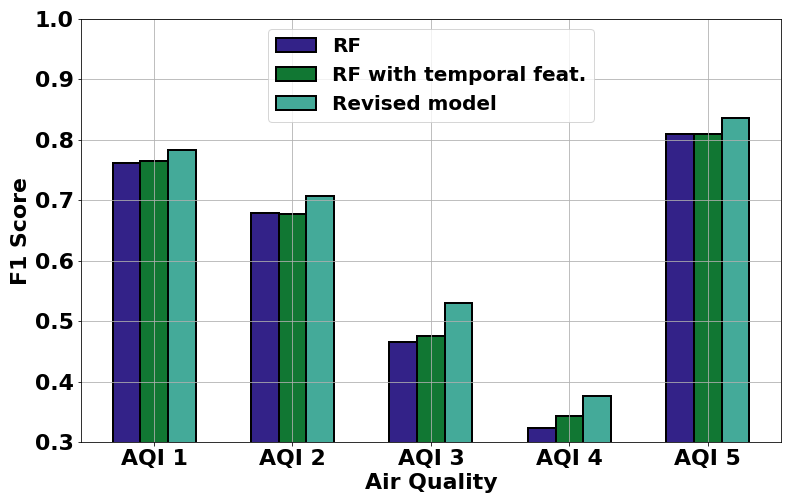 1.0
0.9
0.8
0.7
0.6
0.5
0.4
0.3
F1 Score
RF
RF with temporal feat.
Revised model
AQI 1 AQI 2 AQI 3 AQI 4 AQI 5
Air Quality